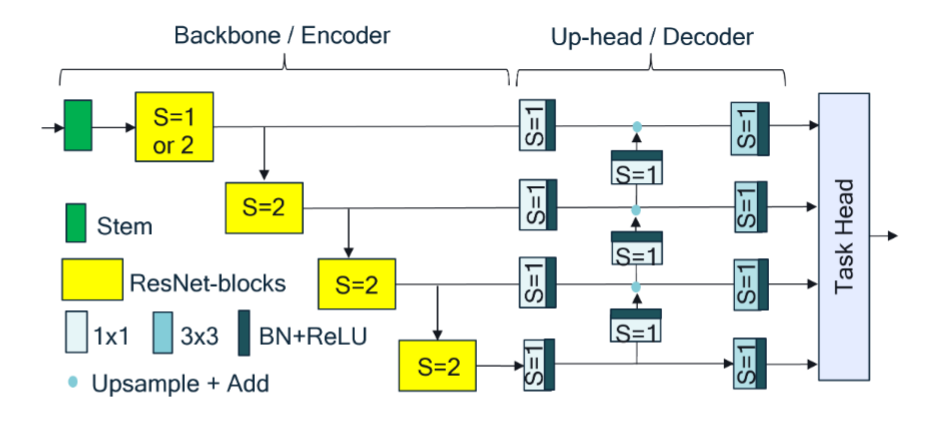 Backbone / Encoder
Up-head / Decoder
S=1
or 2
S=1
S=1
S=1
S=2
S=1
S=1
Stem
S=1
Task Head
ResNet-blocks
S=2
S=1
S=1
1x1
3x3
BN+ReLU
S=1
Upsample + Add
S=2
S=1
S=1